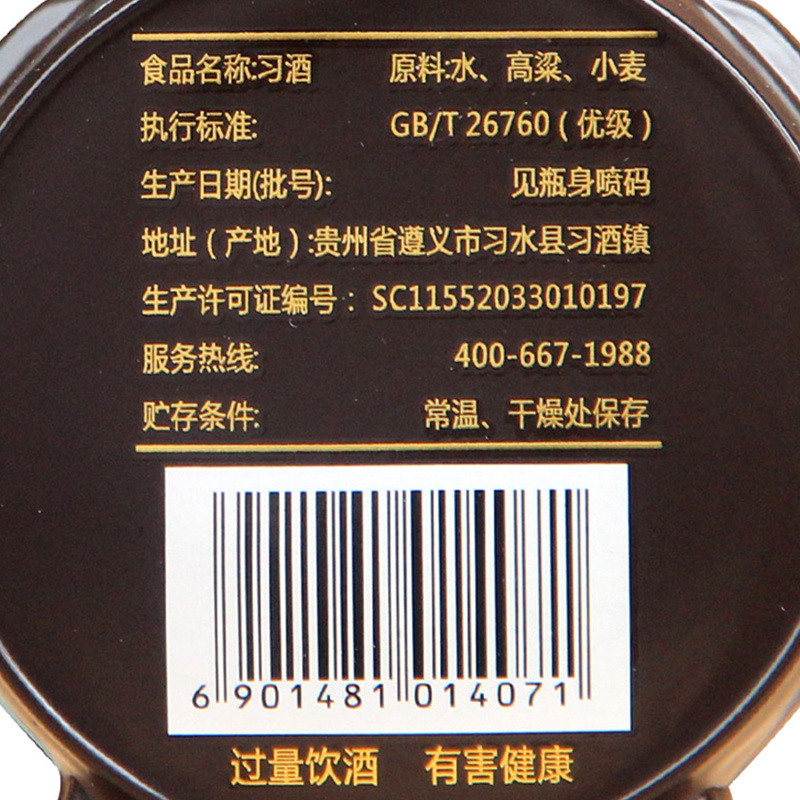 食品名称:习酒 原料:水、高粱、小麦
执行标准: GB/T 26760 ( 优级 )
生产日期(批号): 见瓶身喷码
地址 ( 产地 ) :贵州省遵义市习水县习酒镇
生产许可证编号： SC11552033010197
服务热线: 400-667-1988
贮存条件: 常温、干燥处保存
6 901481 014071
过量饮酒 有害健康